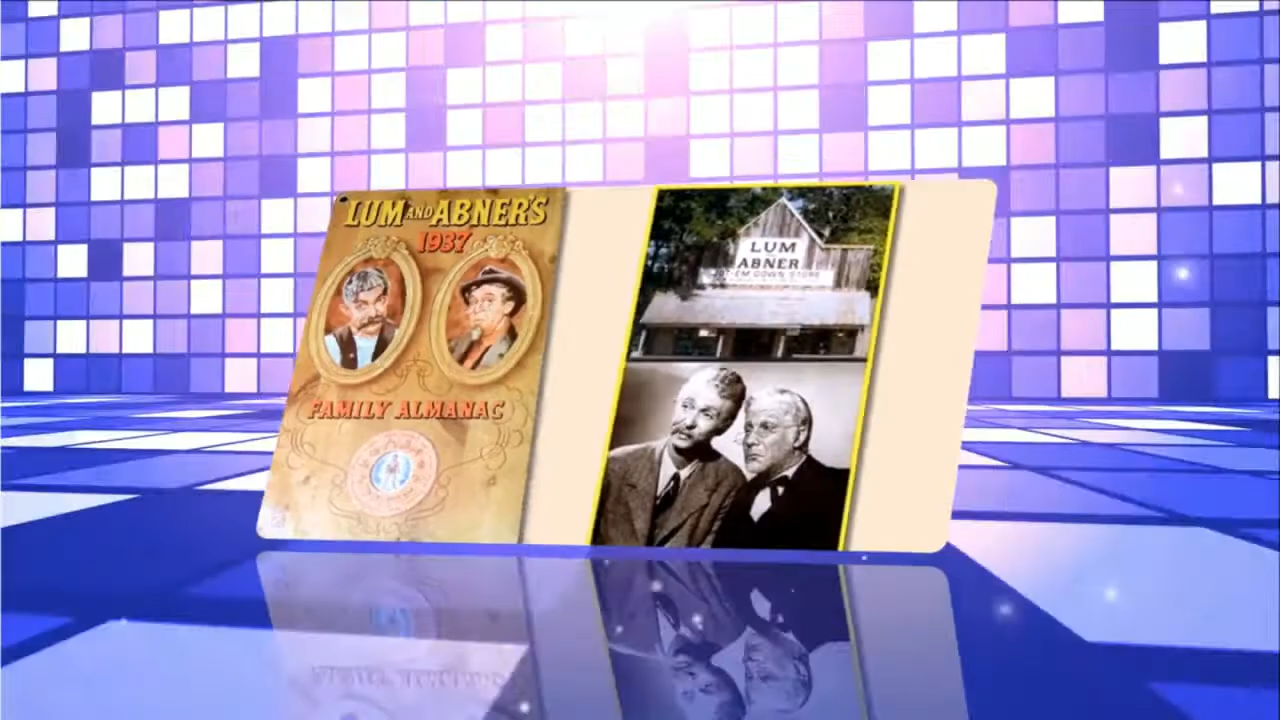 LUM AND ABNER'S
1937
FAMILY ALMANAC
LUM
ABNER
JOT-EM DOWN STORE